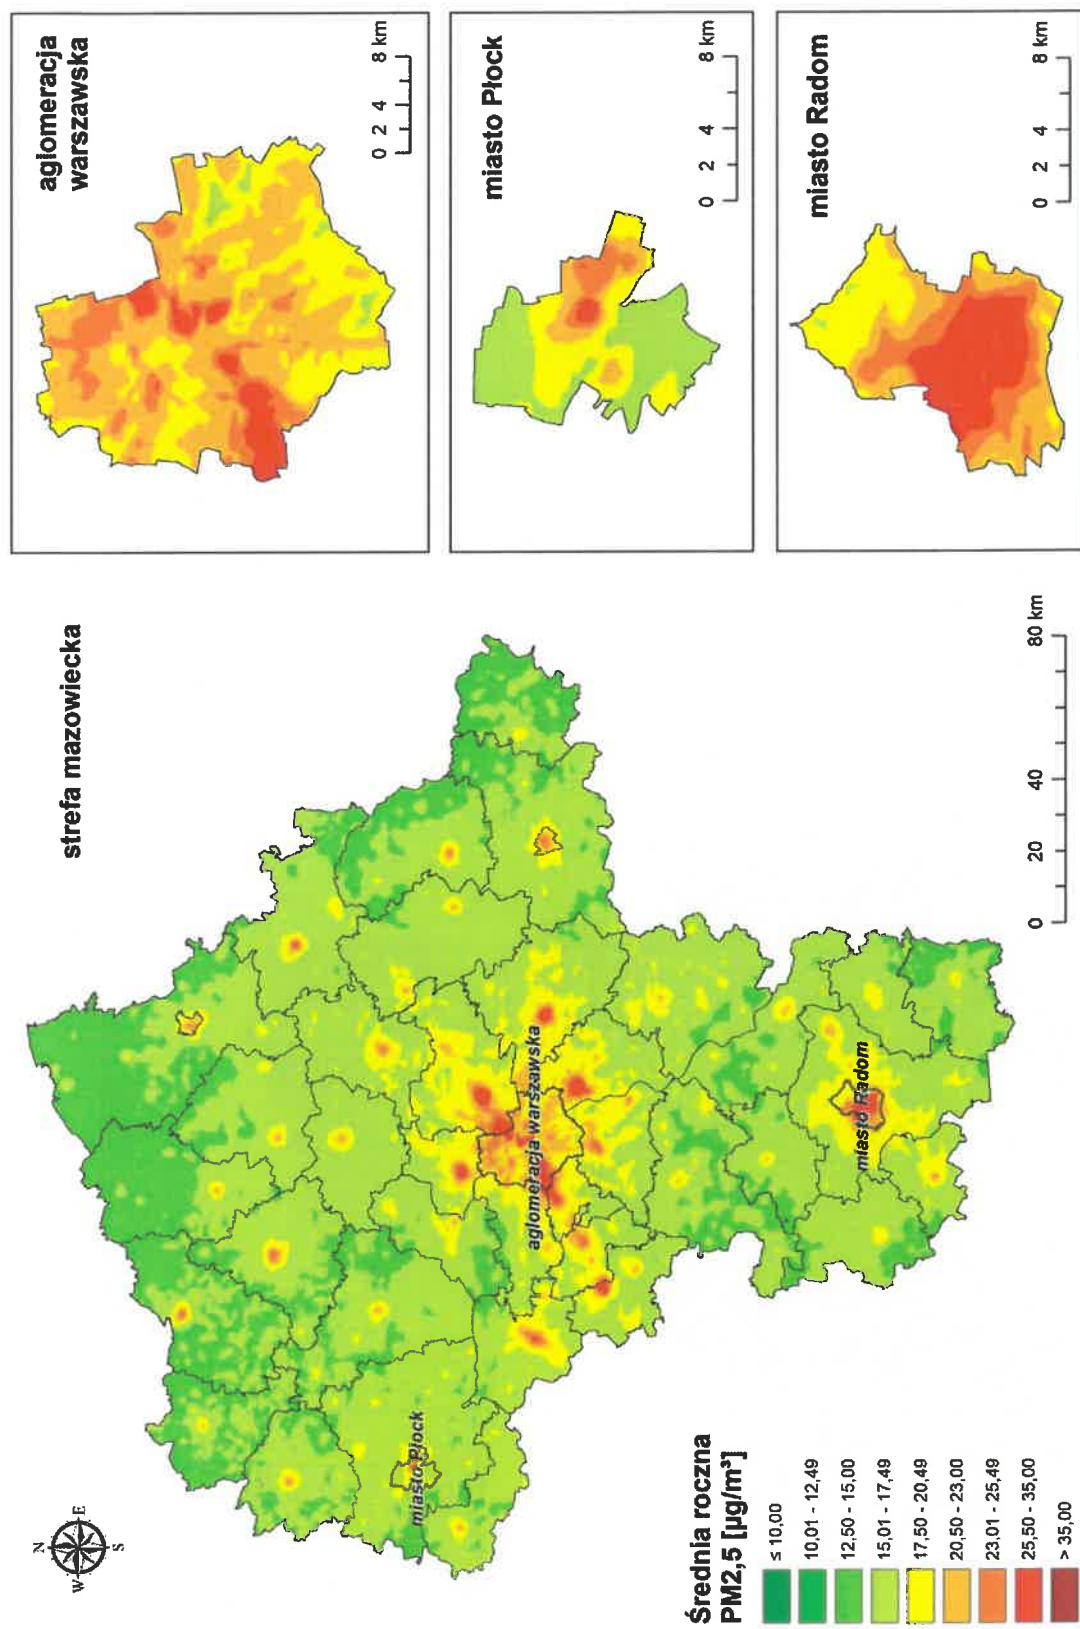 strefa mazowiecka
N
W
E
S
miasto Płock
aglomeracja warszawska
miasto Radom
Średnia roczna
PM2,5 [µg/m³]
≤ 10,00
10,01 - 12,49
12,50 - 15,00
15,01 - 17,49
17,50 - 20,49
20,50 - 23,00
23,01 - 25,49
25,50 - 35,00
> 35,00
0 20 40 80 km
aglomeracja
warszawska
0 2 4 8 km
miasto Płock
0 2 4 8 km
miasto Radom
0 2 4 8 km